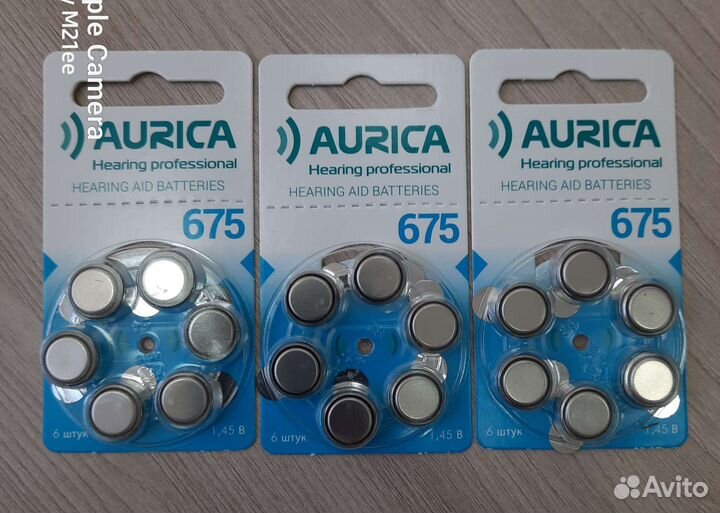 ple Camera
y M21ee
AURICA
Hearing professional
HEARING AID BATTERIES
675
6 штук
1,45 В
AURICA
Hearing professional
HEARING AID BATTERIES
675
6 штук
1,45 В
AURICA
Hearing professional
HEARING AID BATTERIES
675
6 штук
1,45 В
Avito